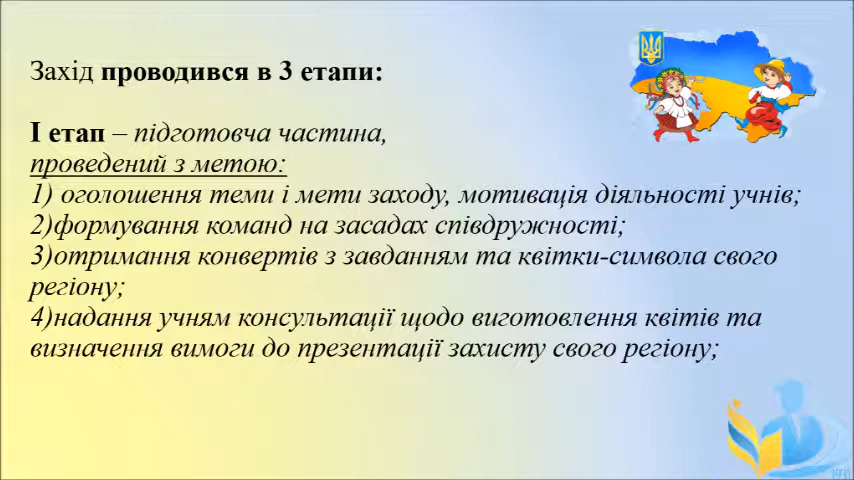 Захід проводився в 3 етапи:
І етап – підготовча частина,
проведений з метою:
1) оголошення теми і мети заходу, мотивація діяльності учнів;
2)формування команд на засадах співдружності;
3)отримання конвертів з завданням та квітки-символа свого
регіону;
4)надання учням консультації щодо виготовлення квітів та
визначення вимоги до презентації захисту свого регіону;